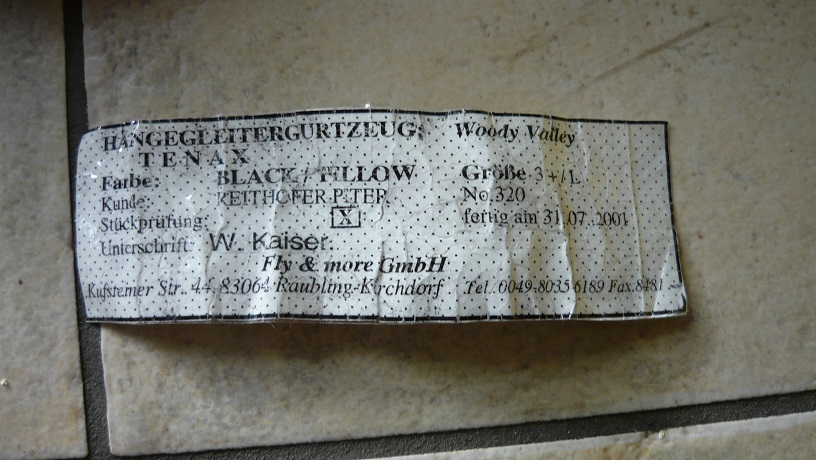 HÄNGEGLEITERGURTZEUG: Woody Valley
TENAX
Farbe: BLACK / YELLOW Größe 3+/L
Kunde: REITHOFER PETER No.320
Stückprüfung: X fertig am 31.07.2001
Unterschrift: W. Kaiser.
Fly & more GmbH
Kufsteiner Str. 44, 83064 Raubling-Kirchdorf Tel. 0049-8035 6189 Fax.8481